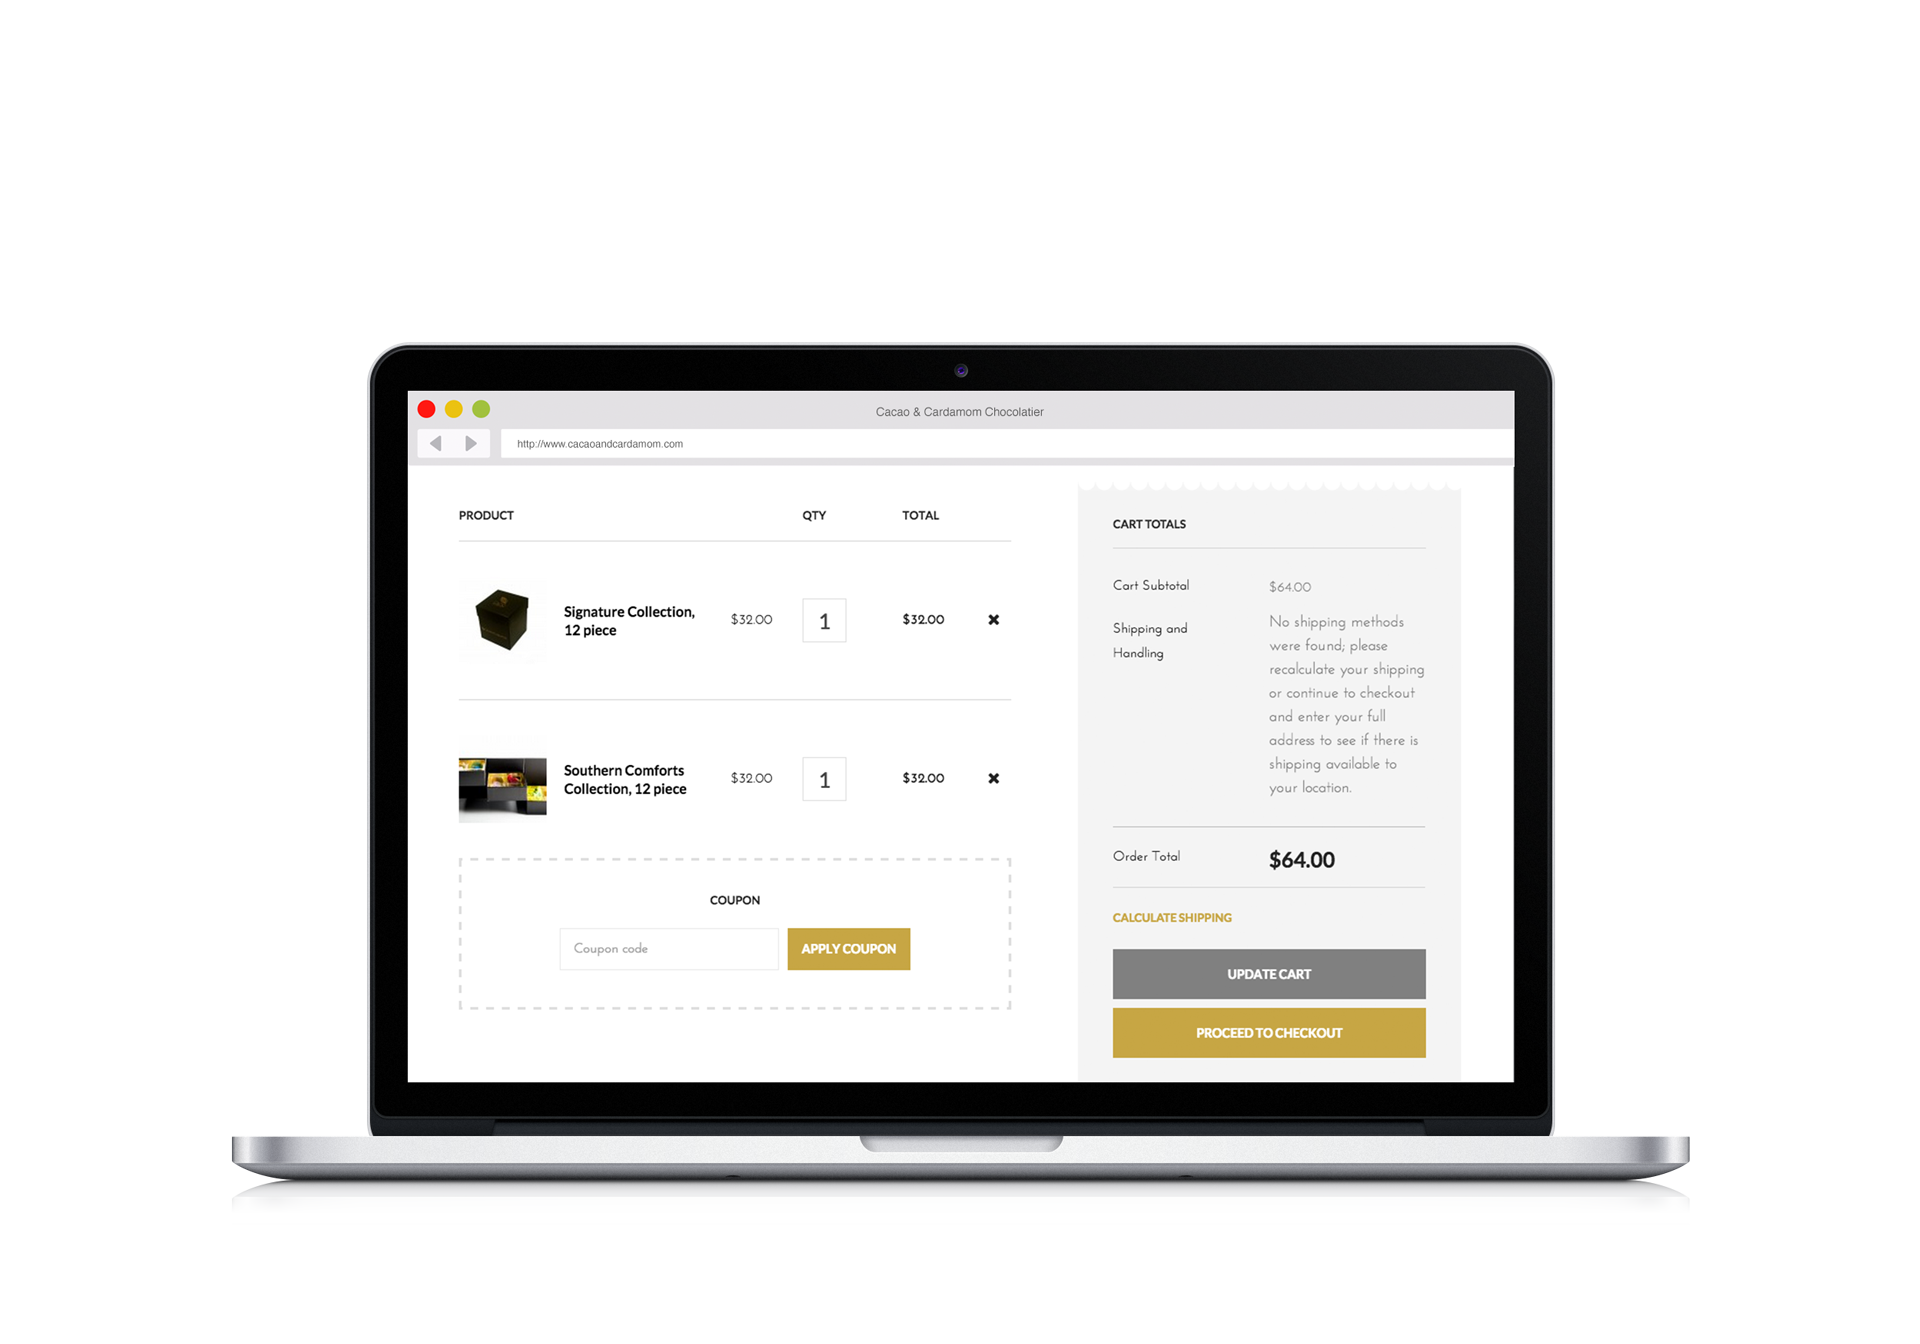 Cacao & Cardamom Chocolatier
http://www.cacaoandcardamom.com
PRODUCT QTY TOTAL
Signature Collection,
12 piece
$32.00 1 $32.00
Southern Comforts
Collection, 12 piece
$32.00 1 $32.00
COUPON
Coupon code APPLY COUPON
CART TOTALS
Cart Subtotal $64.00
Shipping and
Handling
No shipping methods
were found; please
recalculate your shipping
or continue to checkout
and enter your full
address to see if there is
shipping available to
your location.
Order Total $64.00
CALCULATE SHIPPING
UPDATE CART
PROCEED TO CHECKOUT